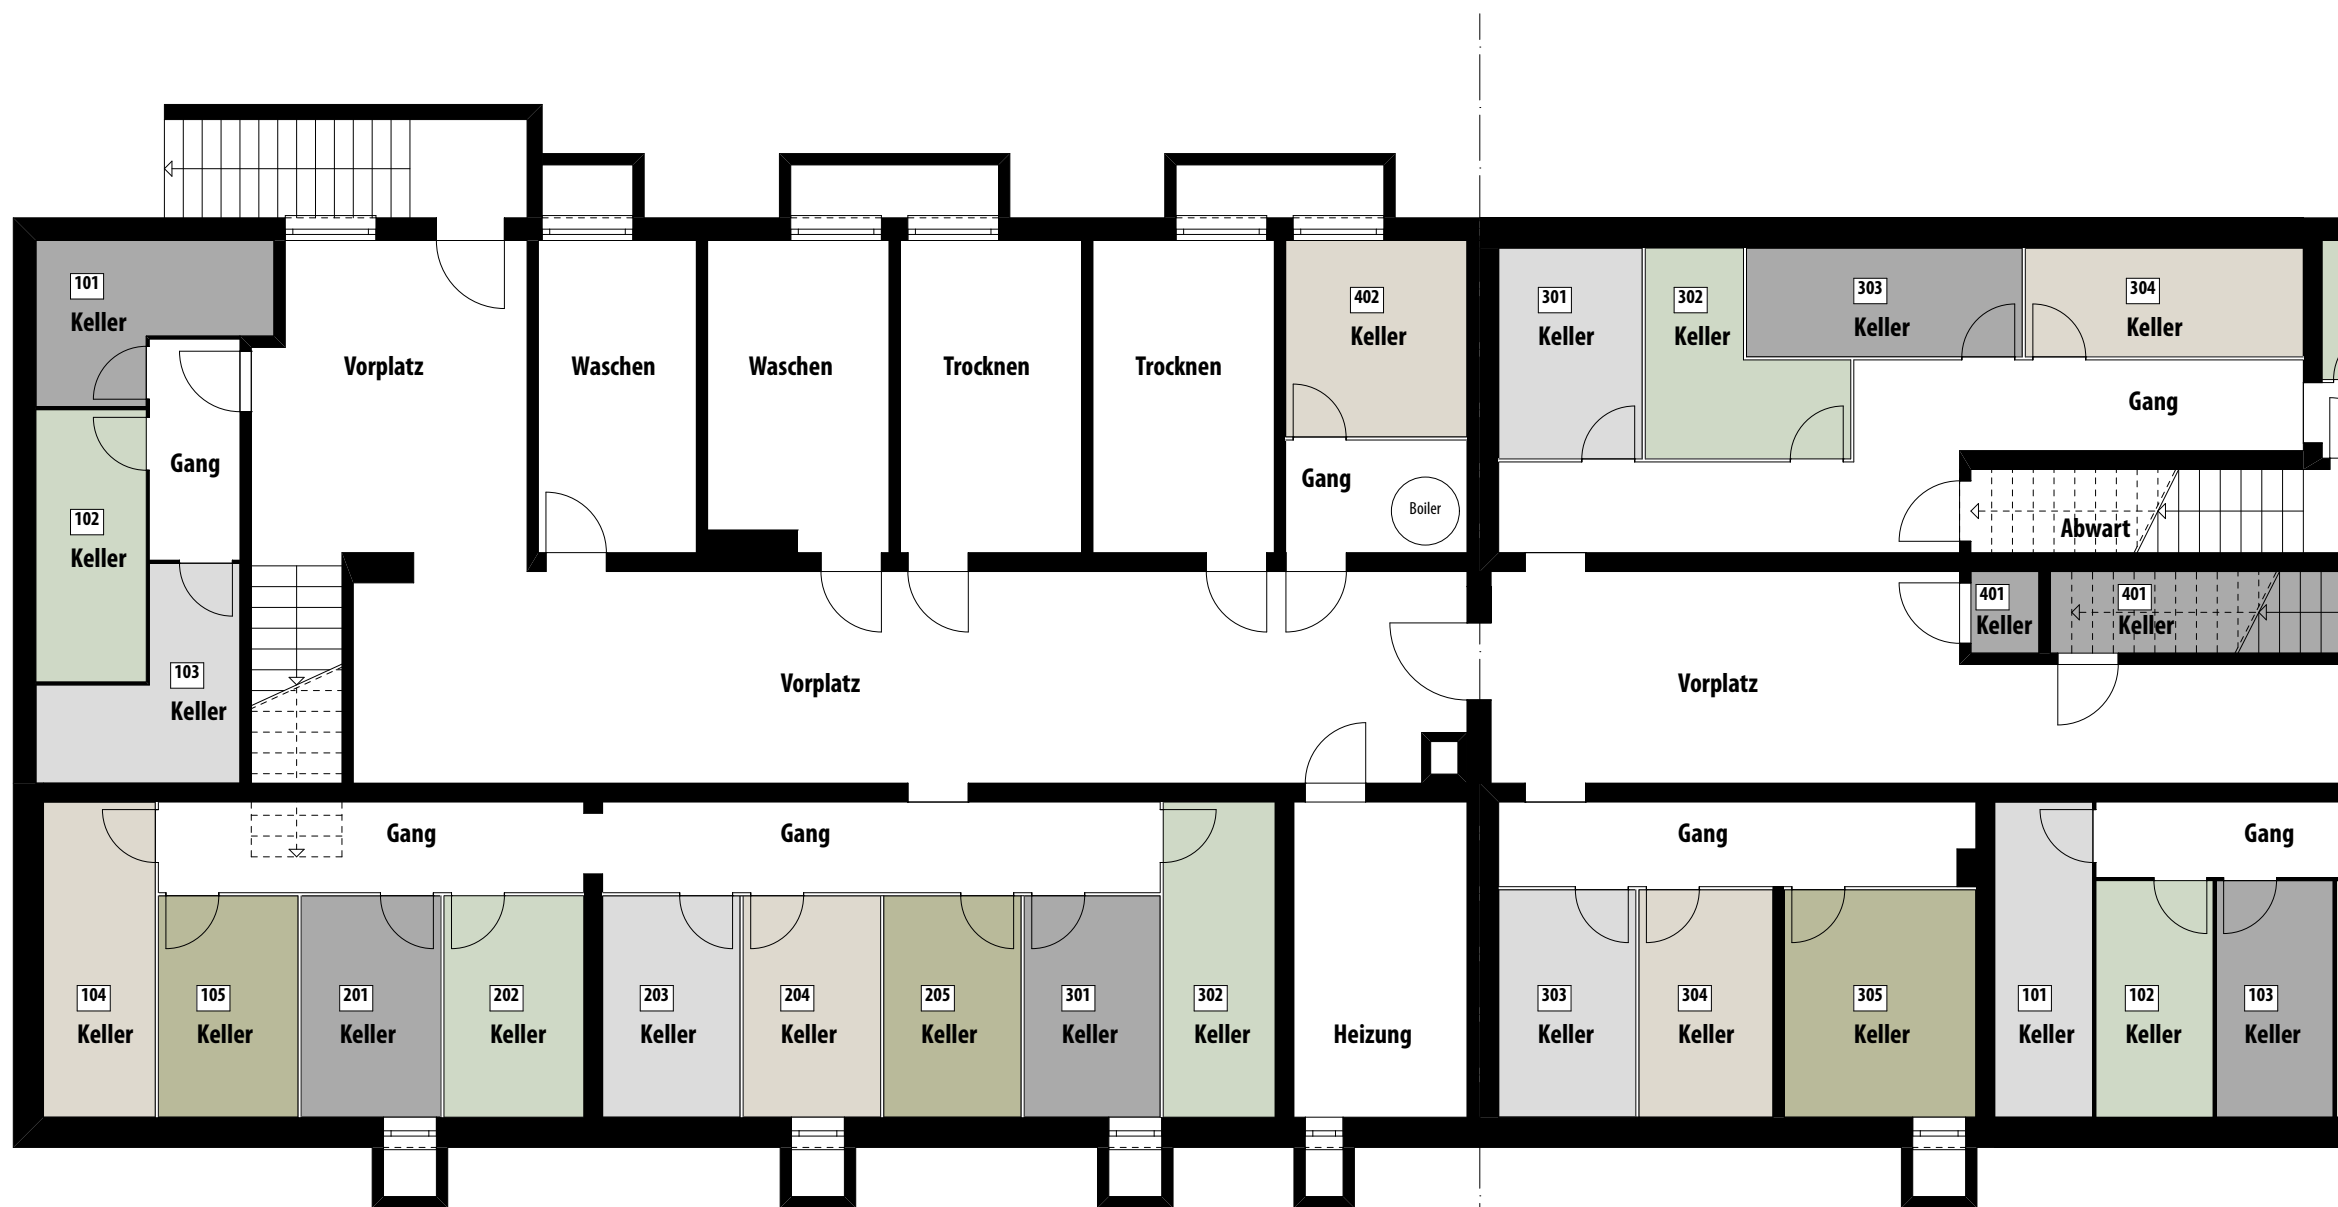 101
Keller
Vorplatz
Waschen
Waschen
Trocknen
Trocknen
402
Keller
301
Keller
302
Keller
303
Keller
304
Keller
Gang
Gang
Gang
Boiler
102
Keller
Abwart
401
Keller
401
Keller
103
Keller
Vorplatz
Vorplatz
Gang
Gang
Gang
Gang
104
Keller
105
Keller
201
Keller
202
Keller
203
Keller
204
Keller
205
Keller
301
Keller
302
Keller
Heizung
303
Keller
304
Keller
305
Keller
101
Keller
102
Keller
103
Keller